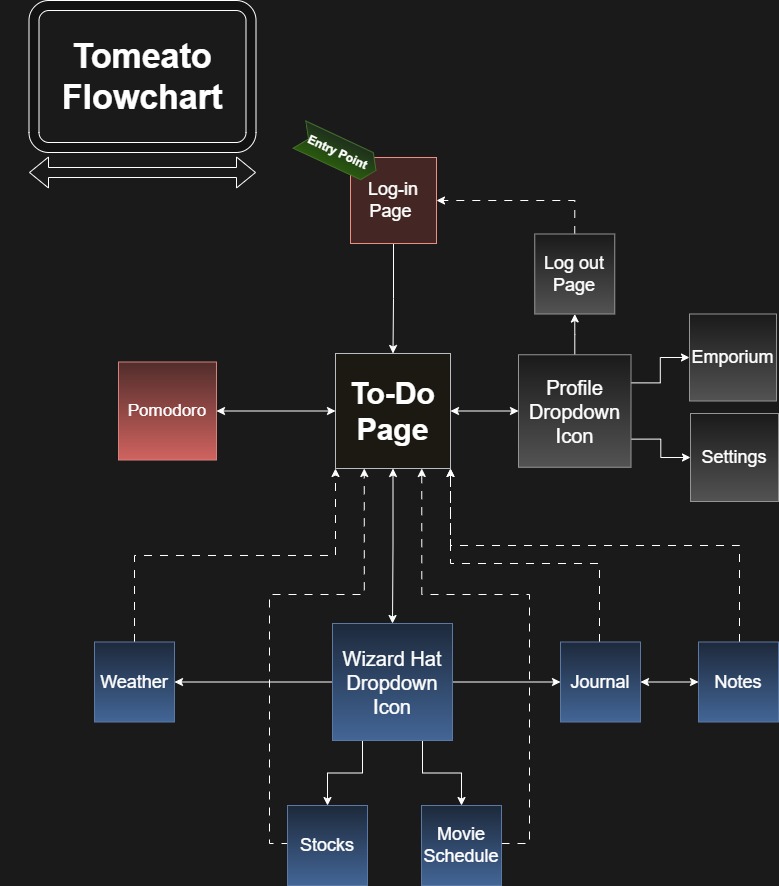 Tomeato
Flowchart
Entry Point
Log-in
Page
Log out
Page
Emporium
Pomodoro
To-Do
Page
Profile
Dropdown
Icon
Settings
Weather
Wizard Hat
Dropdown
Icon
Journal
Notes
Stocks
Movie
Schedule